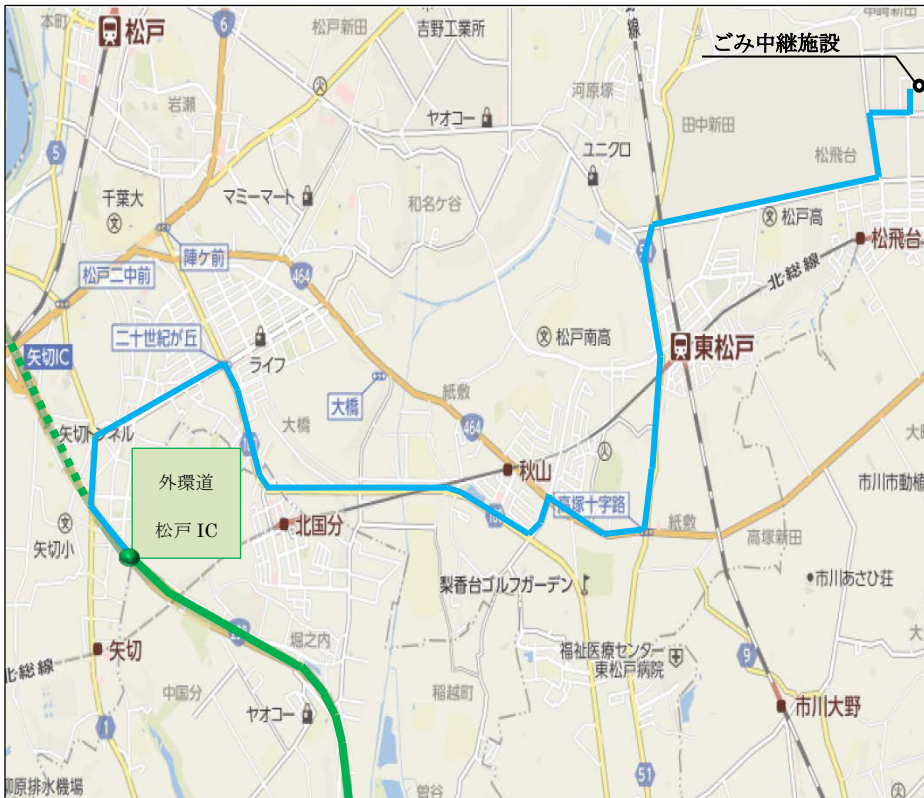 本町
松戸
6
松戸新田
吉野工業所
串崎新田
ごみ中継施設
岩瀬
ヤオコー
河原塚
田中新田
5
ユニクロ
松飛台
千葉大
マミーマート
和名ケ谷
松戸高
陣ケ前
464
松飛台
松戸二中前
北総線
二十世紀が丘
松戸南高
東松戸
矢切IC
ライフ
大橋
紙敷
大橋
464
矢切トンネル
秋山
外環道
松戸 IC
市川市動植
高塚十字路
紙敷
矢切小
北国分
高塚新田
梨香台ゴルフガーデン
市川あさひ荘
堀之内
福祉医療センター
東松戸病院
矢切
北総線
9
中国分
稲越町
ヤオコー
市川大野
1
51
柳原排水機場
曽谷